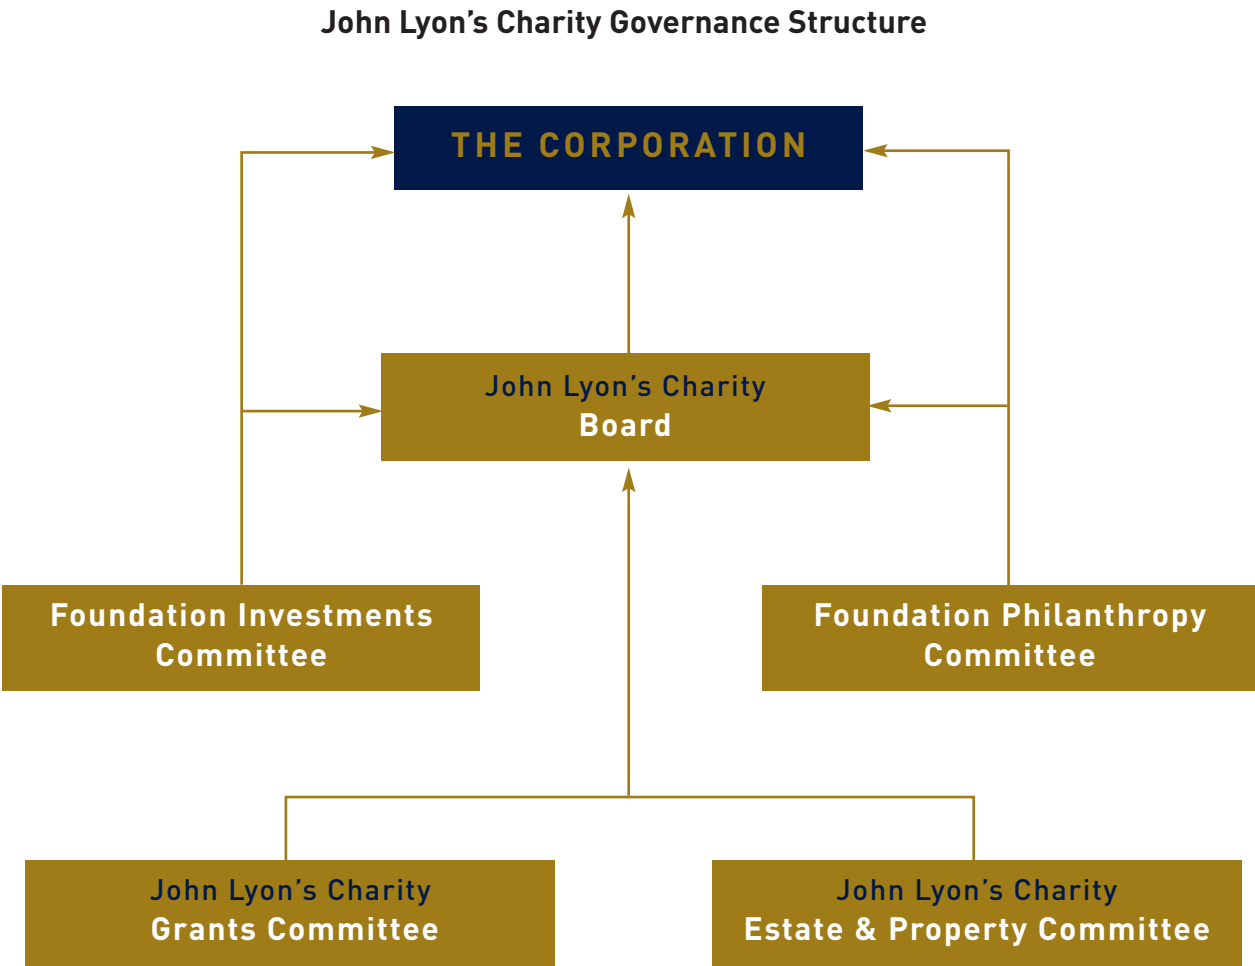 John Lyon’s Charity Governance Structure
THE CORPORATION
John Lyon’s Charity
Board
Foundation Investments
Committee
Foundation Philanthropy
Committee
John Lyon’s Charity
Grants Committee
John Lyon’s Charity
Estate & Property Committee